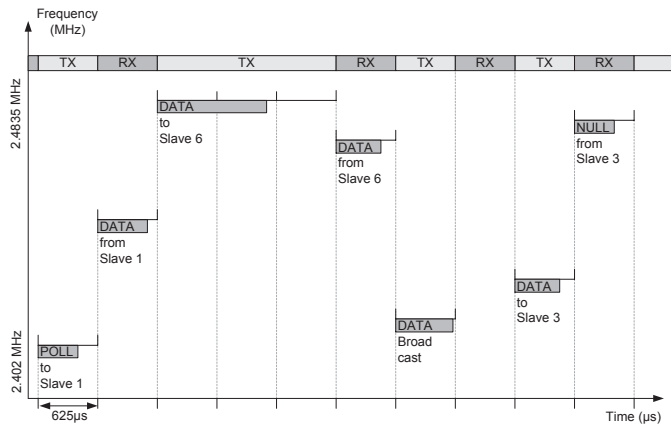 Frequency
(MHz)
TX RX TX RX TX RX TX RX
2.4835 MHz
DATA
to
Slave 6
NULL
from
Slave 3
DATA
from
Slave 6
DATA
from
Slave 1
DATA
to
Slave 3
DATA
Broad
cast
2.402 MHz
POLL
to
Slave 1
625µs
Time (µs)